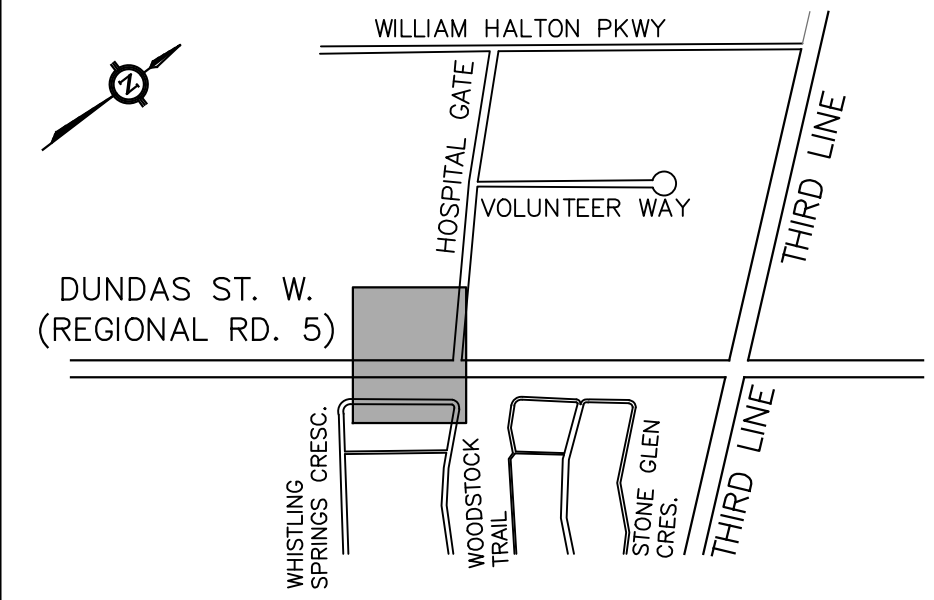 WILLIAM HALTON PKWY
N
HOSPITAL GATE
THIRD LINE
VOLUNTEER WAY
DUNDAS ST. W.
(REGIONAL RD. 5)
WHISTLING
SPRINGS CRESC.
WOODSTOCK
TRAIL
STONE GLEN
CRES.
THIRD LINE